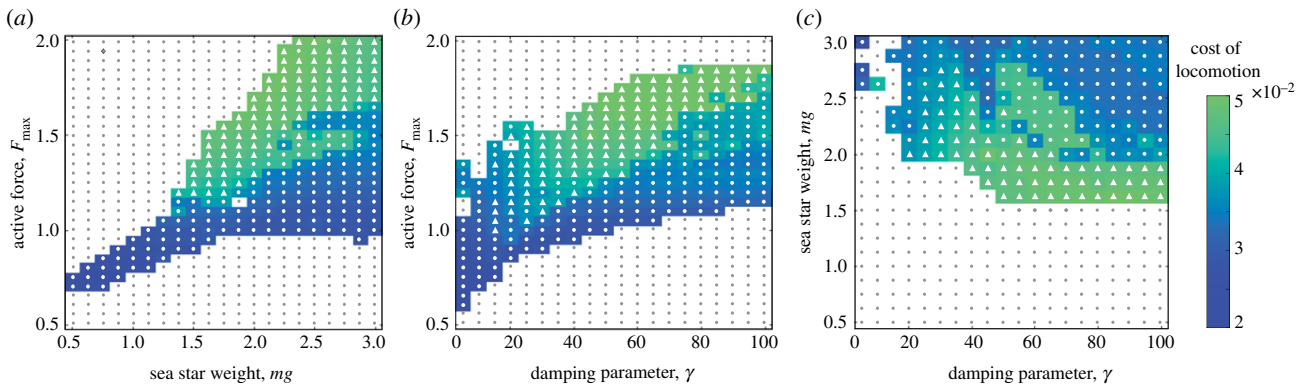 (a)
2.0
1.5
1.0
0.5
active force, Fmax
0.5 1.0 1.5 2.0 2.5 3.0
sea star weight, mg
(b)
2.0
1.5
1.0
0.5
active force, Fmax
0 20 40 60 80 100
damping parameter, γ
(c)
3.0
2.5
2.0
1.5
1.0
0.5
sea star weight, mg
0 20 40 60 80 100
damping parameter, γ
cost of
locomotion
×10⁻²
5
4
3
2